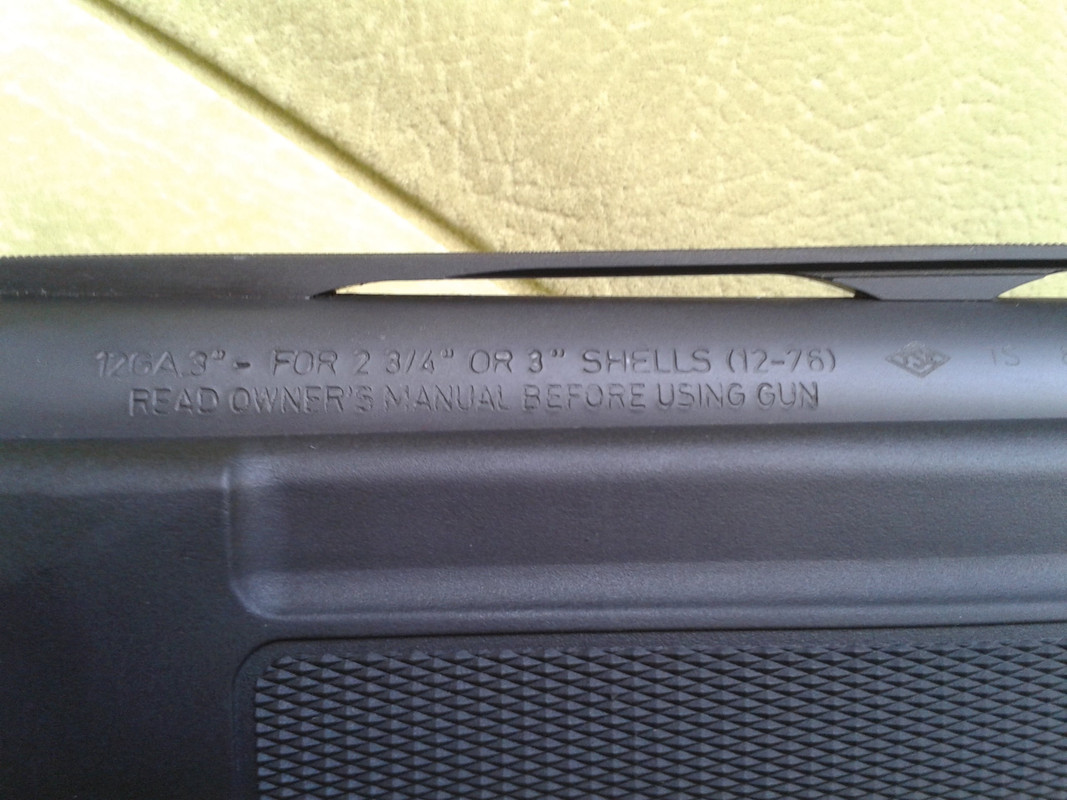 12GA.3" - FOR 2 3/4" OR 3" SHELLS (12-76)
READ OWNER'S MANUAL BEFORE USING GUN